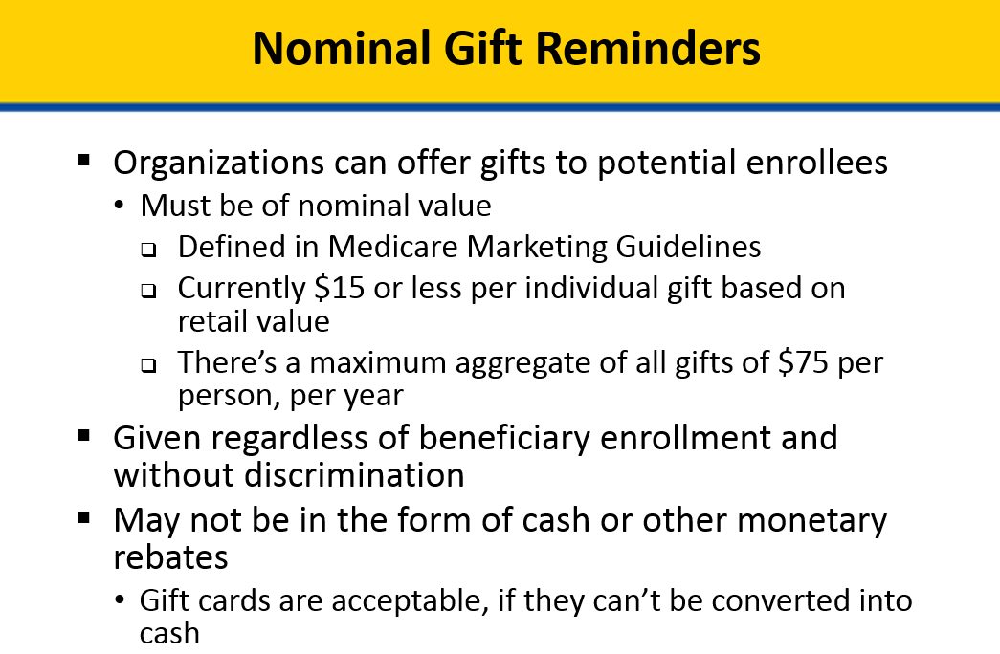 Nominal Gift Reminders
▪ Organizations can offer gifts to potential enrollees
• Must be of nominal value
❑ Defined in Medicare Marketing Guidelines
❑ Currently $15 or less per individual gift based on
retail value
❑ There’s a maximum aggregate of all gifts of $75 per
person, per year
▪ Given regardless of beneficiary enrollment and
without discrimination
▪ May not be in the form of cash or other monetary
rebates
• Gift cards are acceptable, if they can’t be converted into
cash